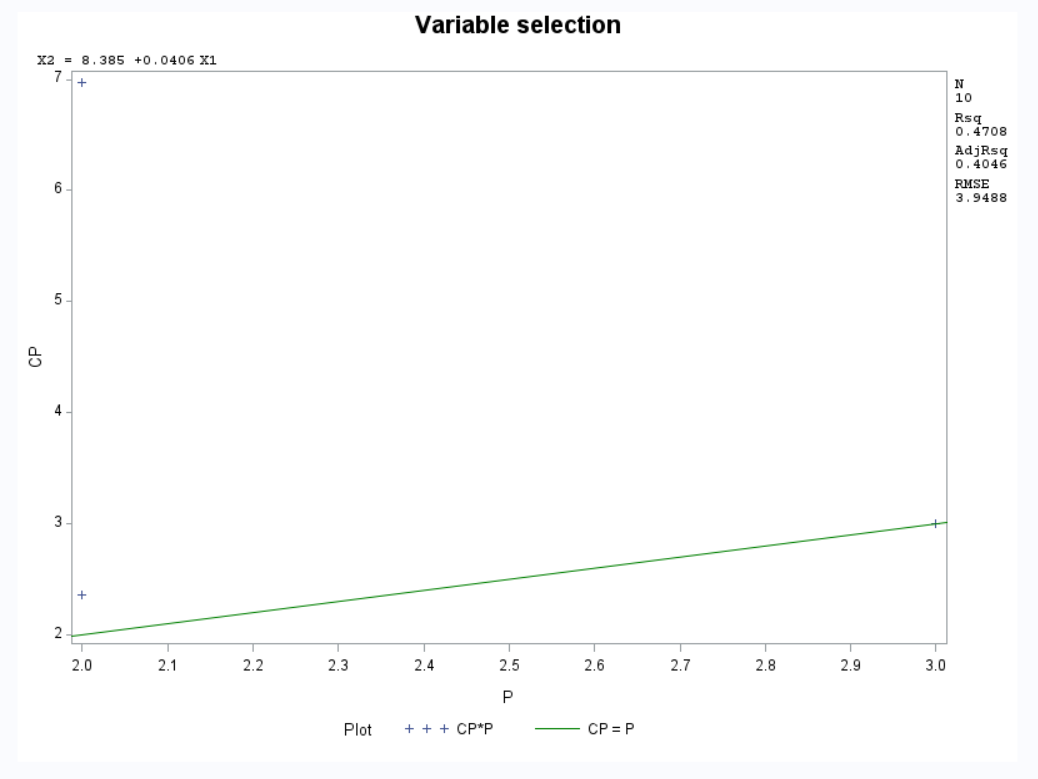 Variable selection
X2 = 8.385 +0.0406 X1
7
6
5
4
3
2
CP
N
10
Rsq
0.4708
AdjRsq
0.4046
RMSE
3.9488
2.0 2.1 2.2 2.3 2.4 2.5 2.6 2.7 2.8 2.9 3.0
P
Plot + + + CP*P CP = P